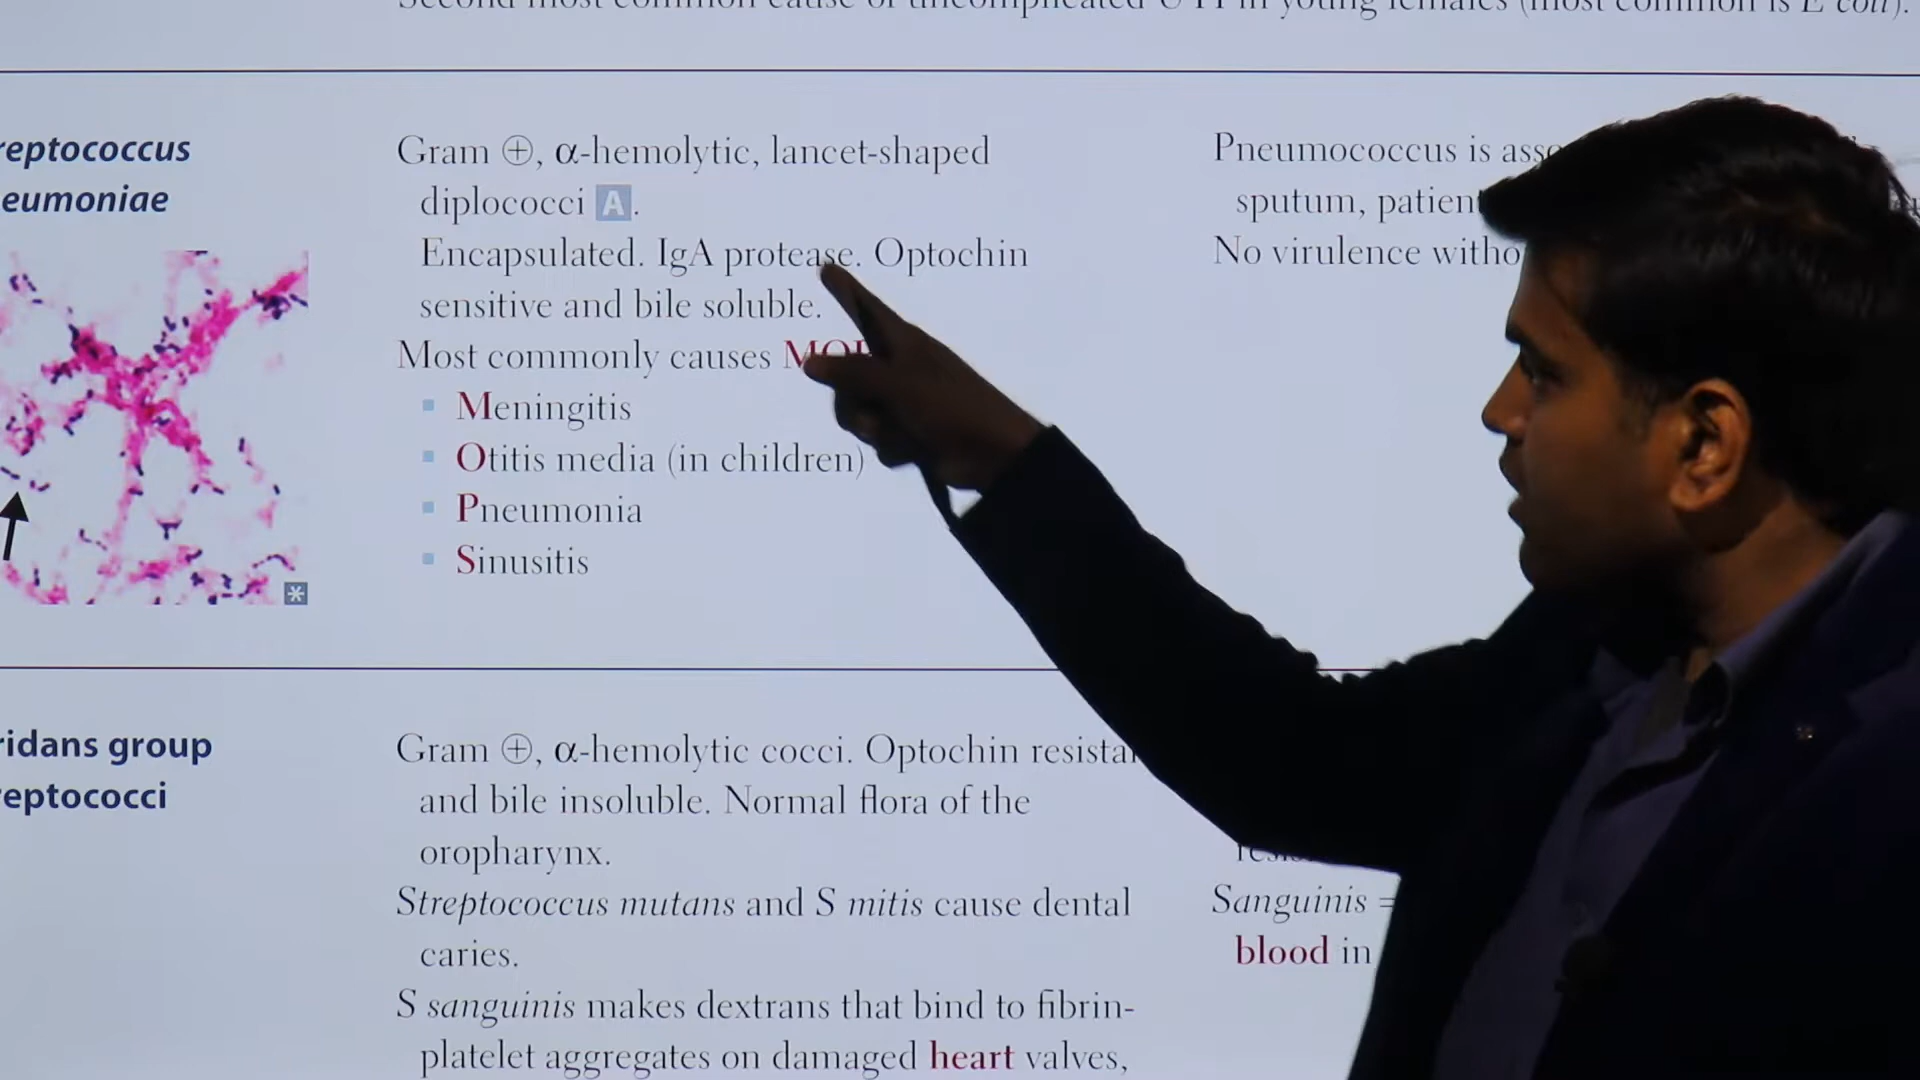 Second most common cause of uncomplicated UTI in young females (most common is E coli).
reptococcus
eumoniae
Gram ⊕, α-hemolytic, lancet-shaped
diplococci A.
Encapsulated. IgA protease. Optochin
sensitive and bile soluble.
Most commonly causes MOP
▪ Meningitis
▪ Otitis media (in children)
▪ Pneumonia
▪ Sinusitis
Pneumococcus is asso
sputum, patien
No virulence witho
*
ridans group
reptococci
Gram ⊕, α-hemolytic cocci. Optochin resistan
and bile insoluble. Normal flora of the
oropharynx.
Streptococcus mutans and S mitis cause dental
caries.
S sanguinis makes dextrans that bind to fibrin-
platelet aggregates on damaged heart valves,
Sanguinis =
blood in